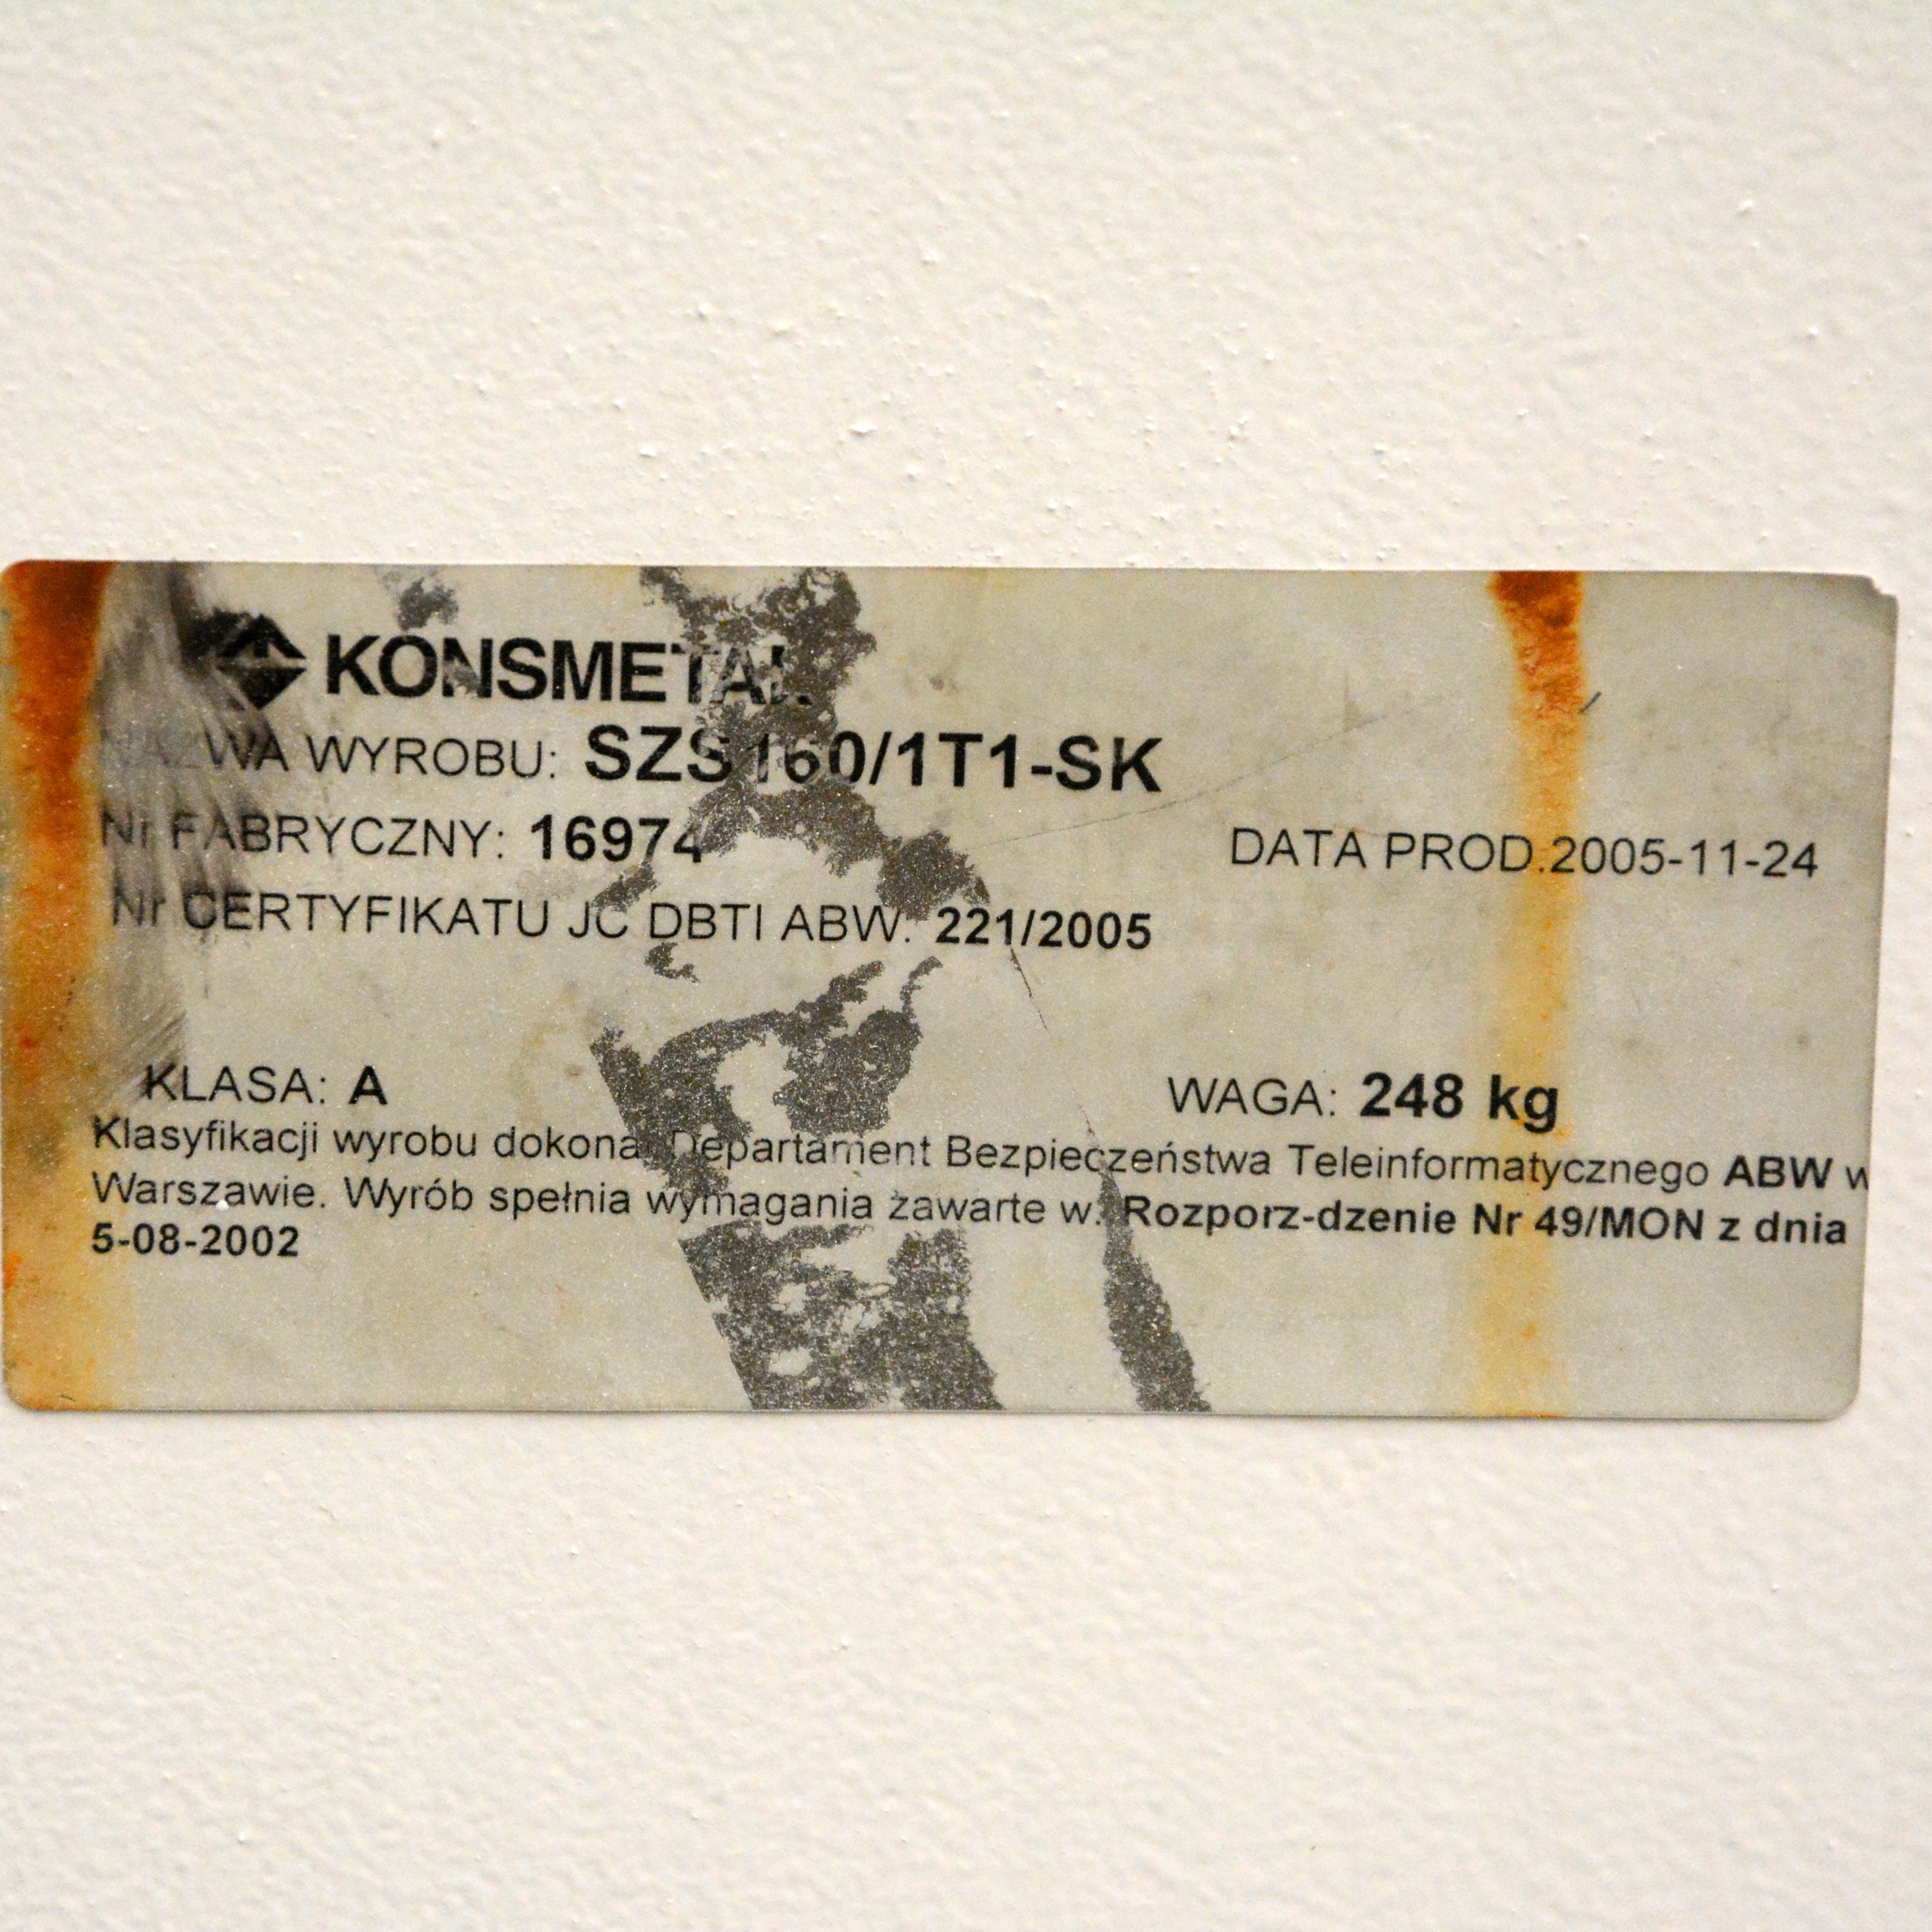 KONSMETAL
NAZWA WYROBU: SZS160/1T1-SK
Nr FABRYCZNY: 16974 DATA PROD.2005-11-24
Nr CERTYFIKATU JC DBTI ABW: 221/2005
KLASA: A WAGA: 248 kg
Klasyfikacji wyrobu dokonał Departament Bezpieczeństwa Teleinformatycznego ABW w
Warszawie. Wyrób spełnia wymagania zawarte w: Rozporz-dzenie Nr 49/MON z dnia
5-08-2002